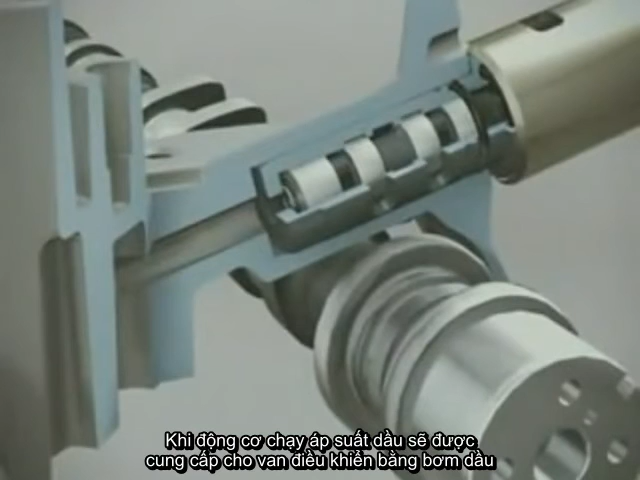 Khi động cơ chạy áp suất dầu sẽ được
cung cấp cho van điều khiển bằng bơm dầu